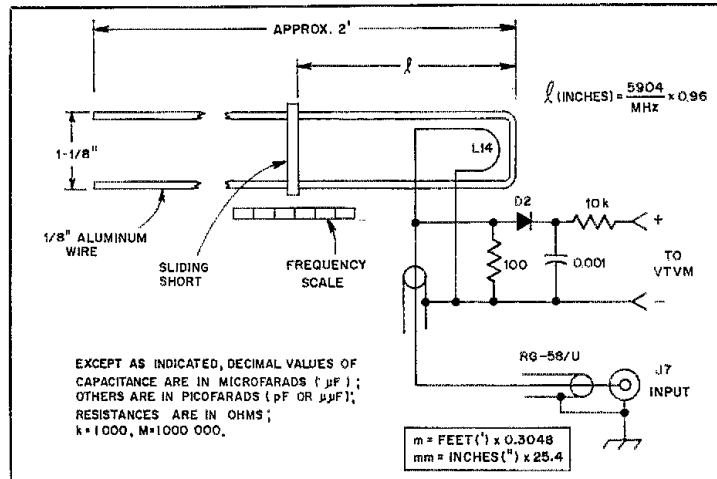 APPROX. 2'
ℓ
ℓ (INCHES) = 5904/MHz x 0.96
1-1/8"
L14
1/8" ALUMINUM WIRE
SLIDING SHORT
FREQUENCY SCALE
D2
10k
+
100
0.001
TO VTVM
–
RG-58/U
J7
INPUT
EXCEPT AS INDICATED, DECIMAL VALUES OF
CAPACITANCE ARE IN MICROFARADS (µF);
OTHERS ARE IN PICOFARADS (pF OR µµF);
RESISTANCES ARE IN OHMS;
k=1000, M=1000 000.
m = FEET(') x 0.3048
mm = INCHES(") x 25.4